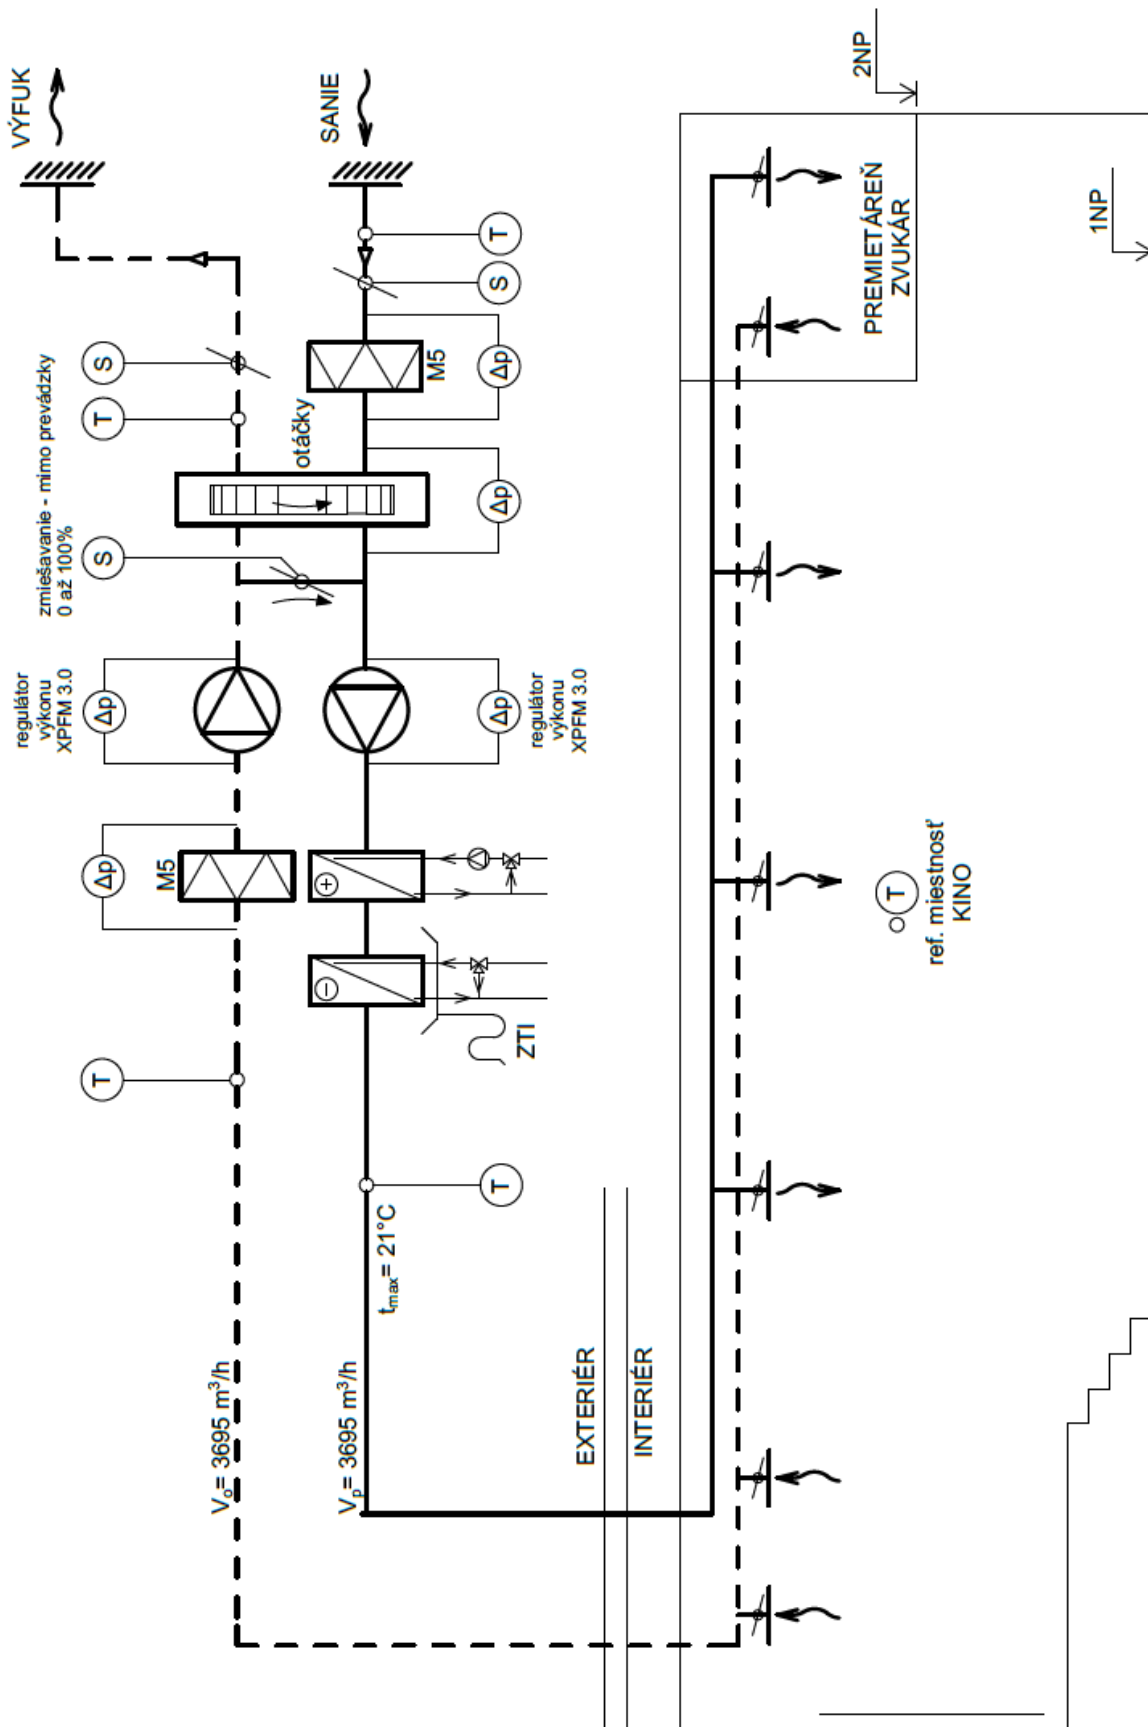 VÝFUK
SANIE
zmiešavanie - mimo prevádzky
0 až 100%
S
T
S
T
S
M5
Δp
otáčky
Δp
regulátor
výkonu
XPFM 3.0
Δp
Δp
regulátor
výkonu
XPFM 3.0
Δp
M5
+
−
ZTI
T
T
tmax= 21°C
Vo= 3695 m³/h
Vp= 3695 m³/h
EXTERIÉR
INTERIÉR
2NP
1NP
PREMIETÁREŇ
ZVUKÁR
T
ref. miestnosť
KINO